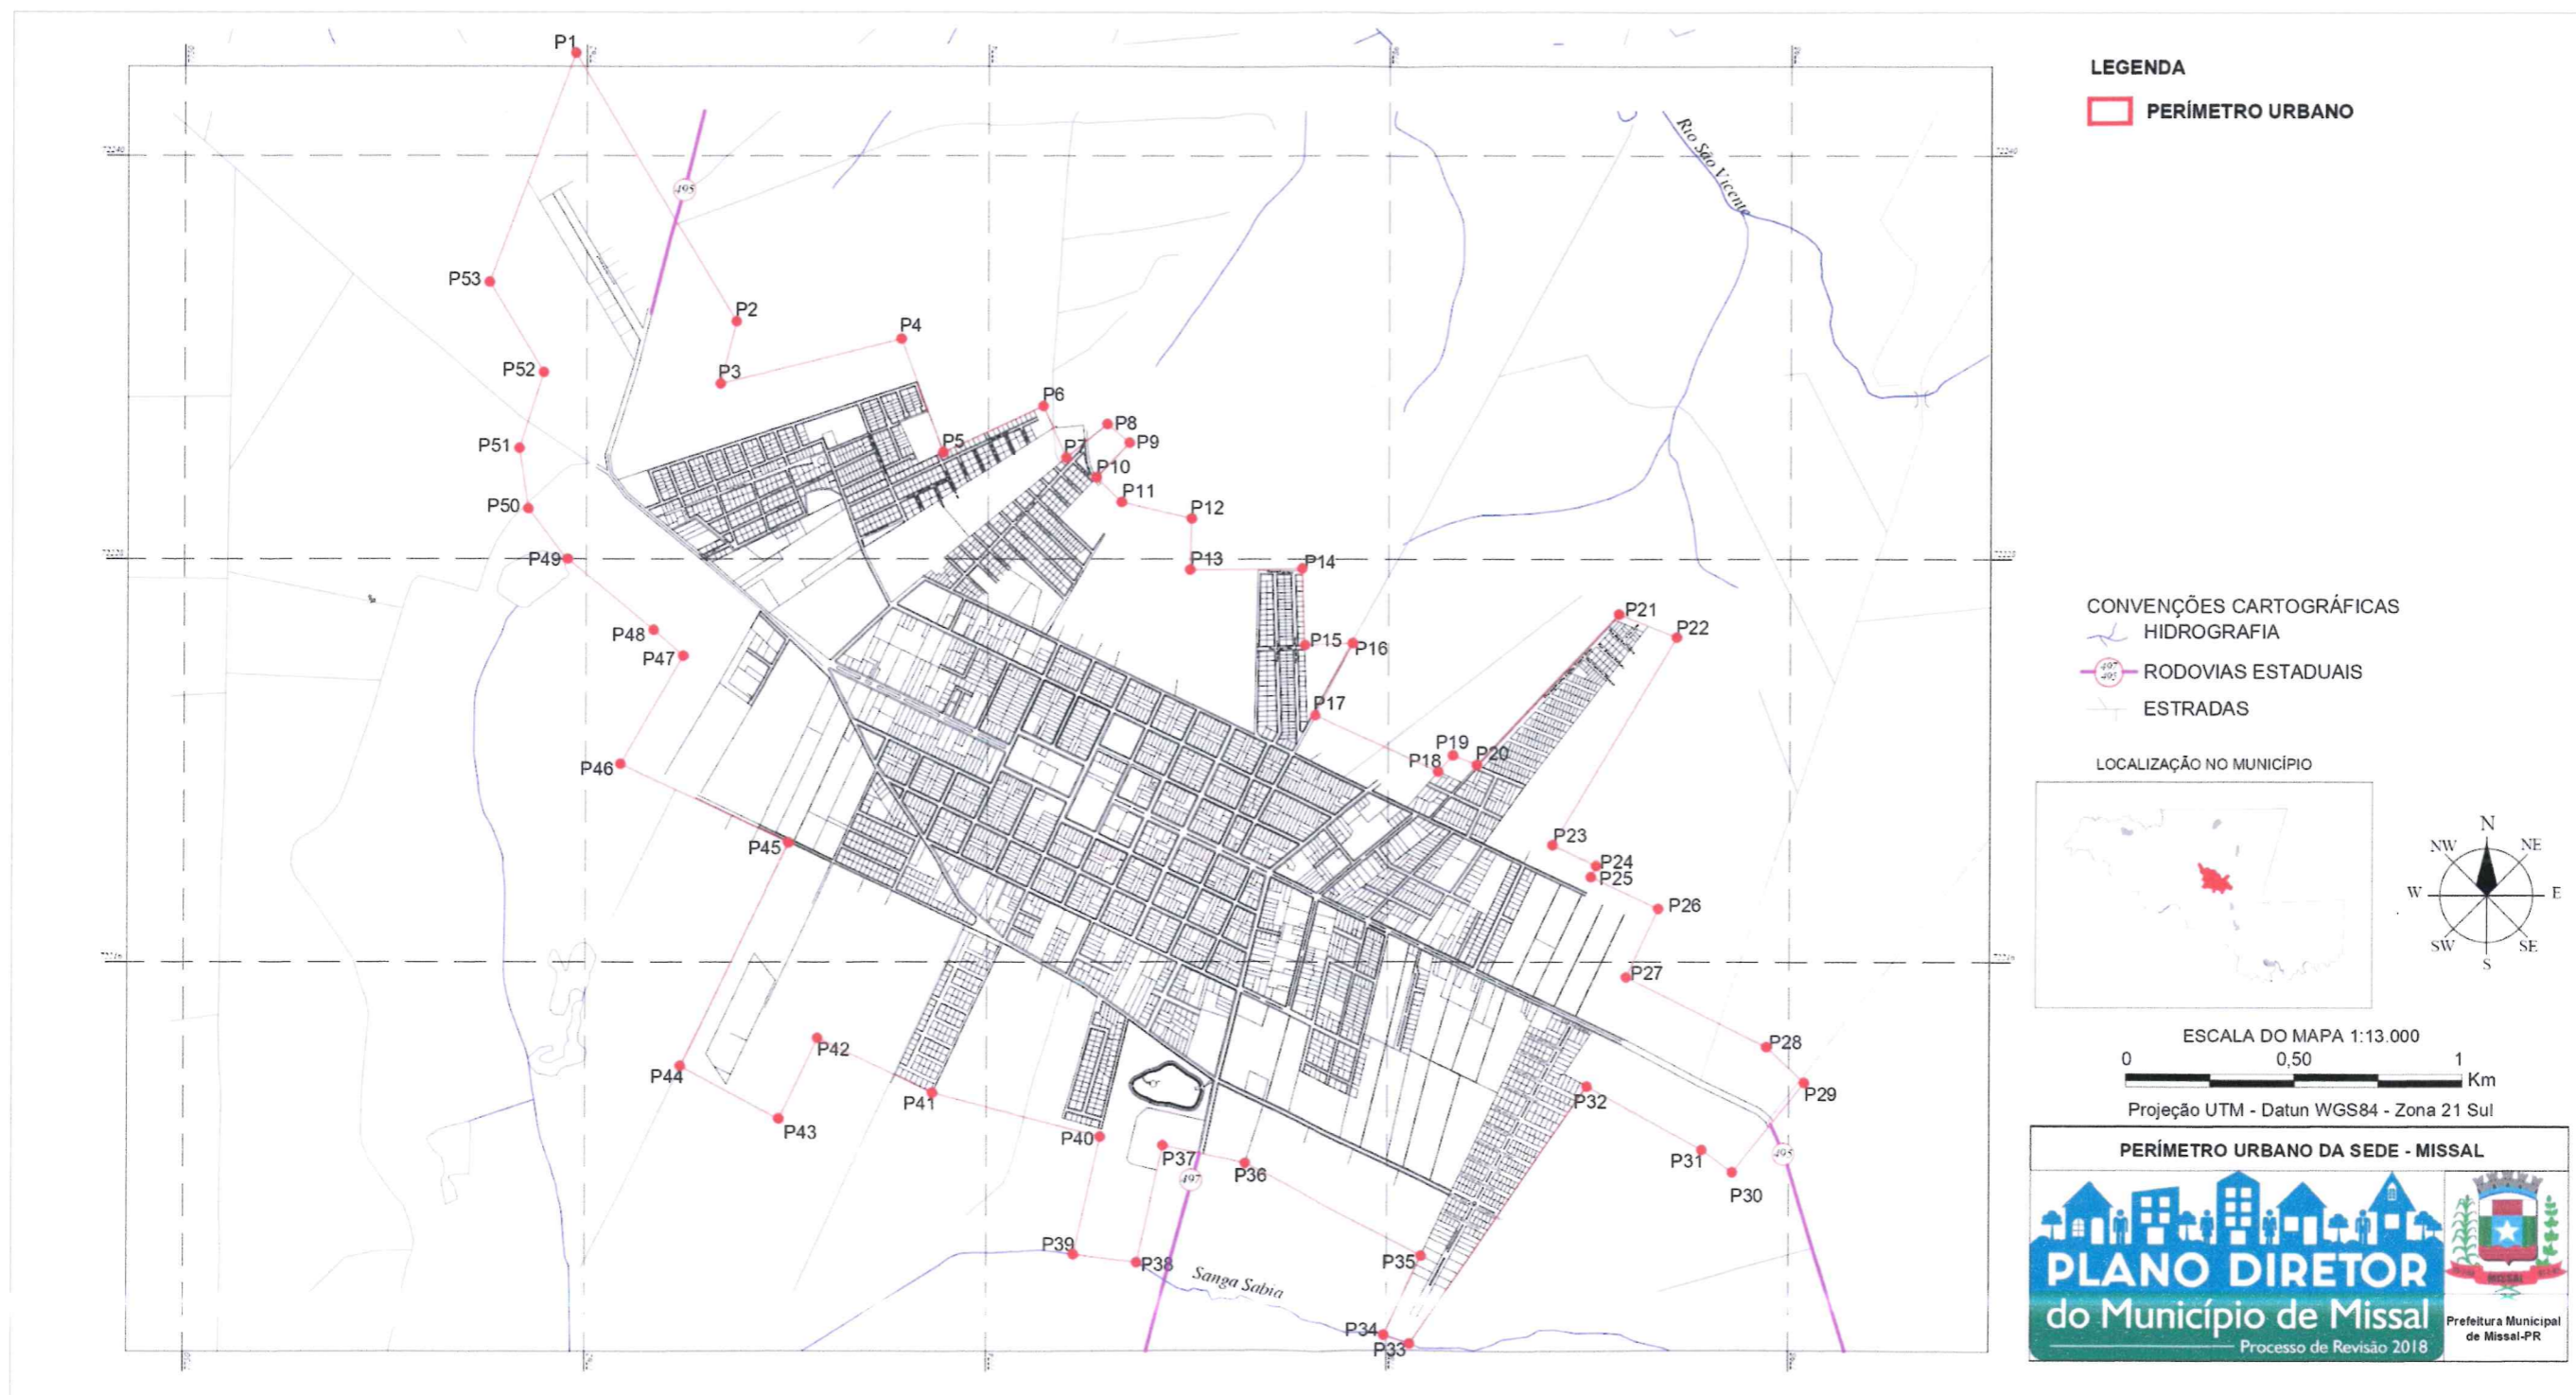 P1
P2
P3
P4
P5
P6
P7
P8
P9
P10
P11
P12
P13
P14
P15
P16
P17
P18
P19
P20
P21
P22
P23
P24
P25
P26
P27
P28
P29
P30
P31
P32
P33
P34
P35
P36
P37
P38
P39
P40
P41
P42
P43
P44
P45
P46
P47
P48
P49
P50
P51
P52
P53
495
497
495
Rio São Vicente
Sanga Sabia
LEGENDA
PERÍMETRO URBANO
CONVENÇÕES CARTOGRÁFICAS
HIDROGRAFIA
497
495
RODOVIAS ESTADUAIS
ESTRADAS
LOCALIZAÇÃO NO MUNICÍPIO
N
NW NE
W E
SW SE
S
ESCALA DO MAPA 1:13.000
0 0,50 1
Km
Projeção UTM - Datun WGS84 - Zona 21 Sul
PERÍMETRO URBANO DA SEDE - MISSAL
PLANO DIRETOR
do Município de Missal
Processo de Revisão 2018
MISSAL
Prefeitura Municipal
de Missal-PR